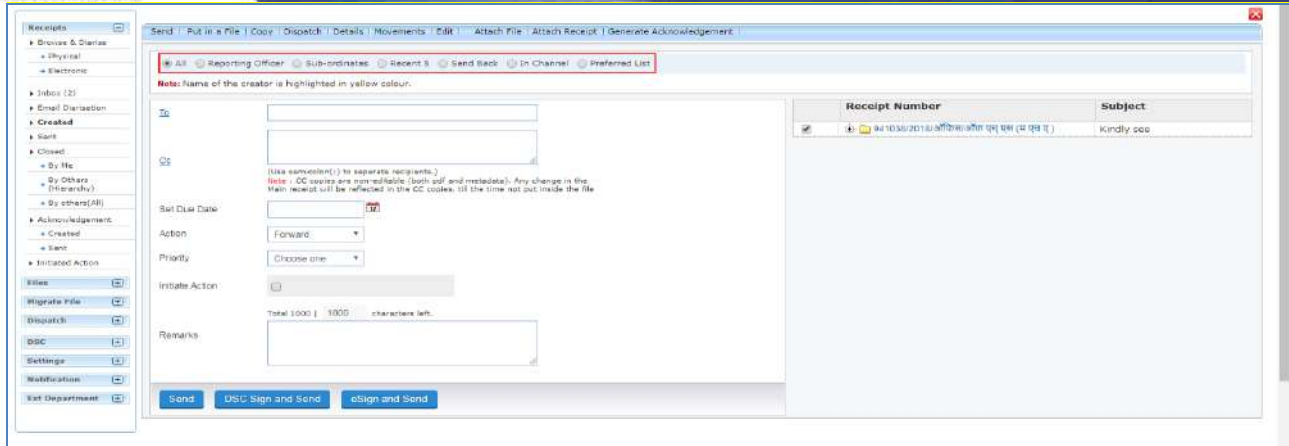 Receipts
Browse & Diarise
Physical
Electronic
Inbox (2)
Email Diarisation
Created
Sent
Closed
By Me
By Others
(Hierarchy)
By others(All)
Acknowledgement
Created
Sent
Initiated Action
Files
Migrate File
Dispatch
DSC
Settings
Notification
Ext Department
Send | Put in a File | Copy | Dispatch | Details | Movements | Edit | Attach File | Attach Receipt | Generate Acknowledgement |
All Reporting Officer Sub-ordinates Recent 5 Send Back In Channel Preferred List
Note: Name of the creator is highlighted in yellow colour.
To
Cc
(Use semicolon(;) to separate recipients.)
Note : CC copies are non-editable (both pdf and metadata). Any change in the
Main receipt will be reflected in the CC copies, till the time not put inside the file
Set Due Date
Action Forward
Priority Choose one
Initiate Action
Total 1000 | 1000 characters left.
Remarks
Send DSC Sign and Send eSign and Send
Receipt Number Subject
Kindly see